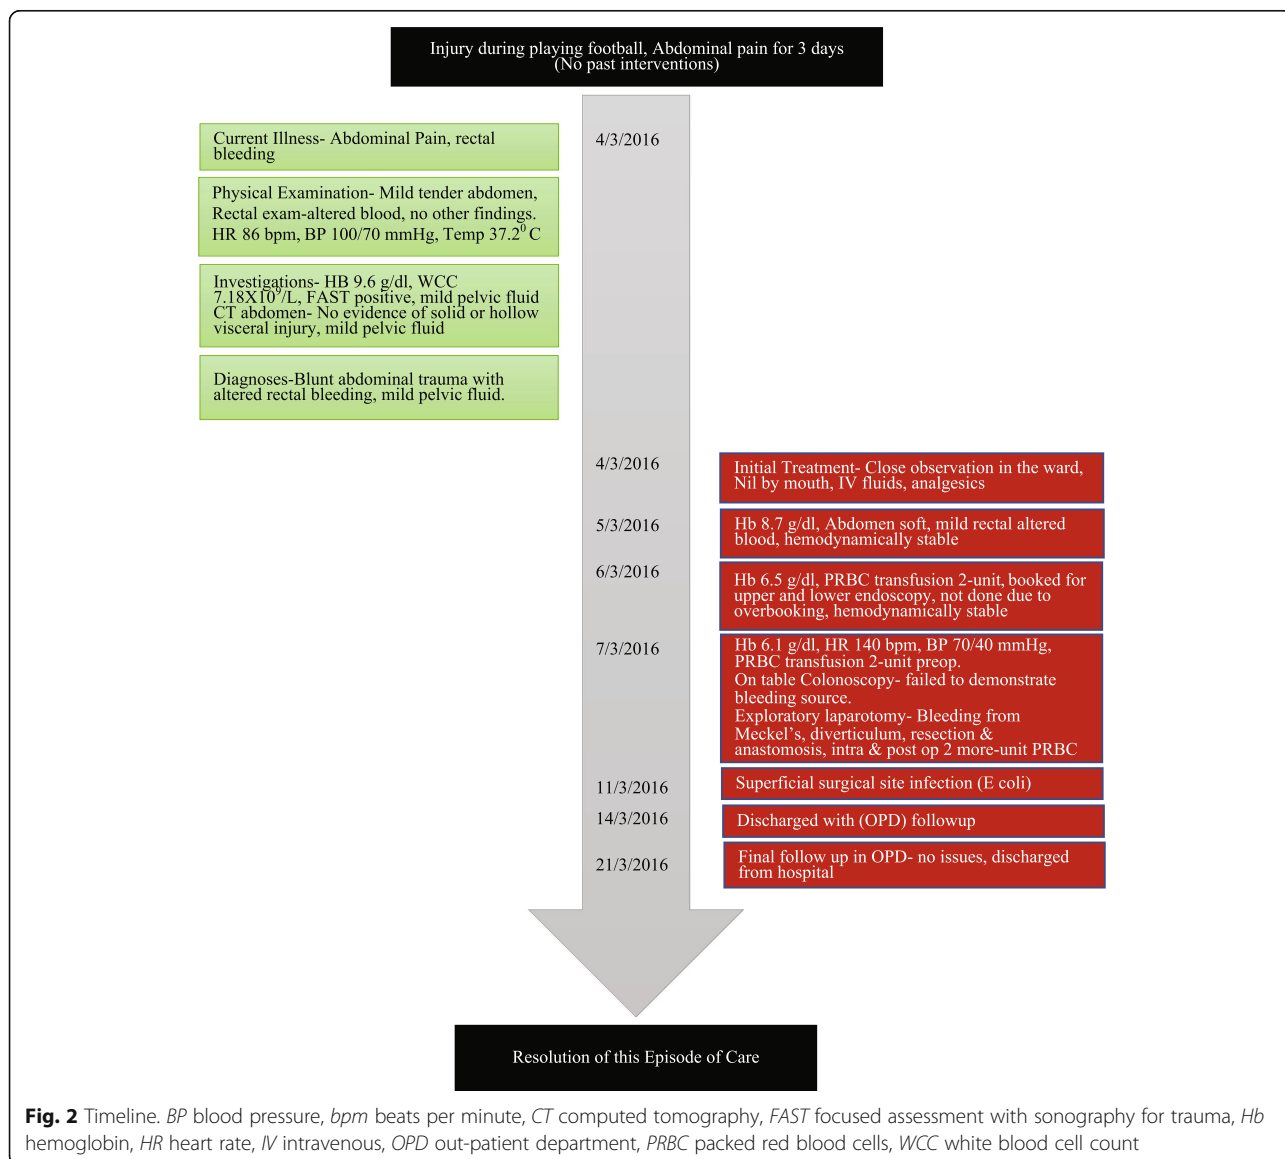 Injury during playing football, Abdominal pain for 3 days
(No past interventions)
4/3/2016
Current Illness- Abdominal Pain, rectal
bleeding
Physical Examination- Mild tender abdomen,
Rectal exam-altered blood, no other findings.
HR 86 bpm, BP 100/70 mmHg, Temp 37.2⁰ C
Investigations- HB 9.6 g/dl, WCC
7.18X10⁹/L, FAST positive, mild pelvic fluid
CT abdomen- No evidence of solid or hollow
visceral injury, mild pelvic fluid
Diagnoses-Blunt abdominal trauma with
altered rectal bleeding, mild pelvic fluid.
4/3/2016
Initial Treatment- Close observation in the ward,
Nil by mouth, IV fluids, analgesics
5/3/2016
Hb 8.7 g/dl, Abdomen soft, mild rectal altered
blood, hemodynamically stable
6/3/2016
Hb 6.5 g/dl, PRBC transfusion 2-unit, booked for
upper and lower endoscopy, not done due to
overbooking, hemodynamically stable
7/3/2016
Hb 6.1 g/dl, HR 140 bpm, BP 70/40 mmHg,
PRBC transfusion 2-unit preop.
On table Colonoscopy- failed to demonstrate
bleeding source.
Exploratory laparotomy- Bleeding from
Meckel's, diverticulum, resection &
anastomosis, intra & post op 2 more-unit PRBC
11/3/2016
Superficial surgical site infection (E coli)
14/3/2016
Discharged with (OPD) followup
21/3/2016
Final follow up in OPD- no issues, discharged
from hospital
Resolution of this Episode of Care
Fig. 2 Timeline. BP blood pressure, bpm beats per minute, CT computed tomography, FAST focused assessment with sonography for trauma, Hb
hemoglobin, HR heart rate, IV intravenous, OPD out-patient department, PRBC packed red blood cells, WCC white blood cell count